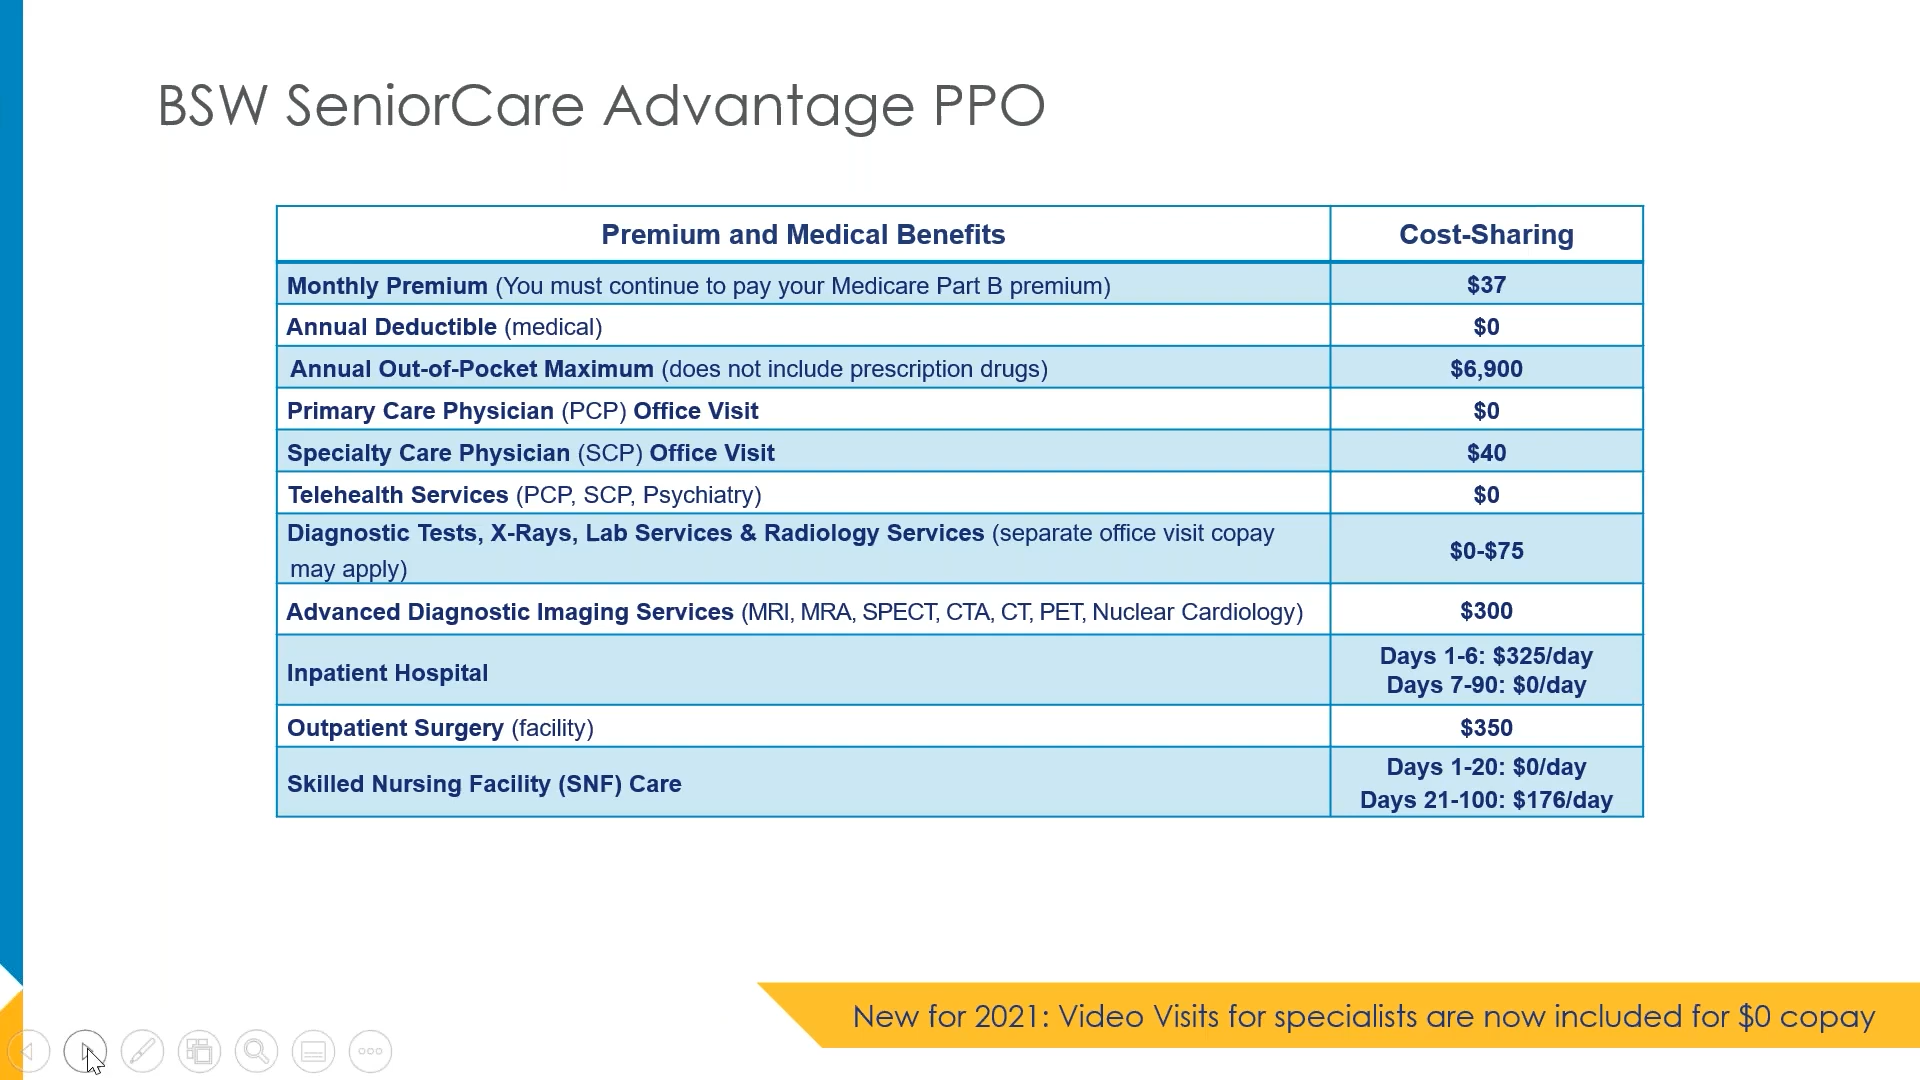 BSW SeniorCare Advantage PPO
Premium and Medical Benefits Cost-Sharing
Monthly Premium (You must continue to pay your Medicare Part B premium) $37
Annual Deductible (medical) $0
Annual Out-of-Pocket Maximum (does not include prescription drugs) $6,900
Primary Care Physician (PCP) Office Visit $0
Specialty Care Physician (SCP) Office Visit $40
Telehealth Services (PCP, SCP, Psychiatry) $0
Diagnostic Tests, X-Rays, Lab Services & Radiology Services (separate office visit copay
may apply) $0-$75
Advanced Diagnostic Imaging Services (MRI, MRA, SPECT, CTA, CT, PET, Nuclear Cardiology) $300
Inpatient Hospital Days 1-6: $325/day
Days 7-90: $0/day
Outpatient Surgery (facility) $350
Skilled Nursing Facility (SNF) Care Days 1-20: $0/day
Days 21-100: $176/day
New for 2021: Video Visits for specialists are now included for $0 copay